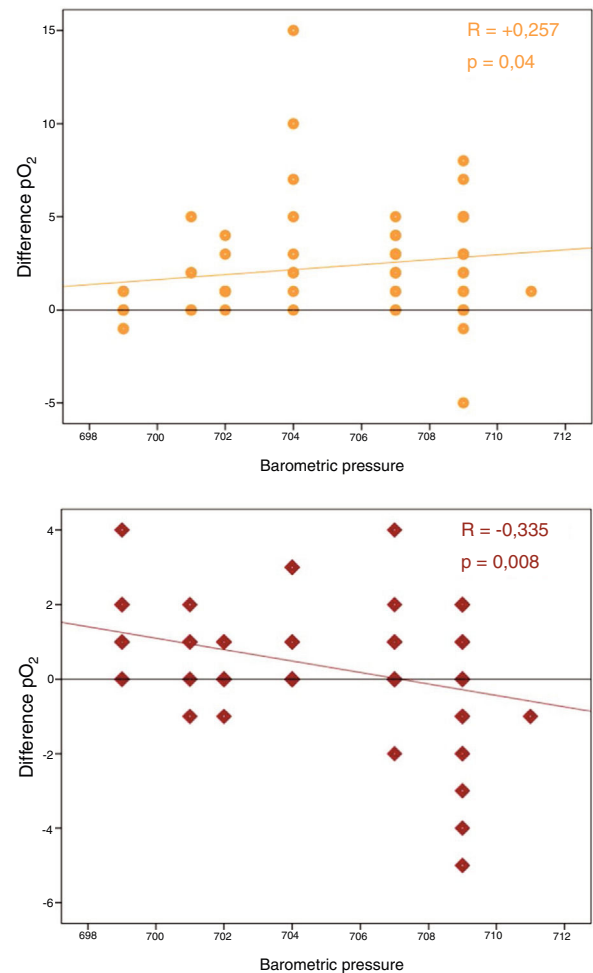 R = +0,257
p = 0,04
Difference pO₂
15
10
5
0
-5
698 700 702 704 706 708 710 712
Barometric pressure
R = -0,335
p = 0,008
Difference pO₂
4
2
0
-2
-4
-6
698 700 702 704 706 708 710 712
Barometric pressure